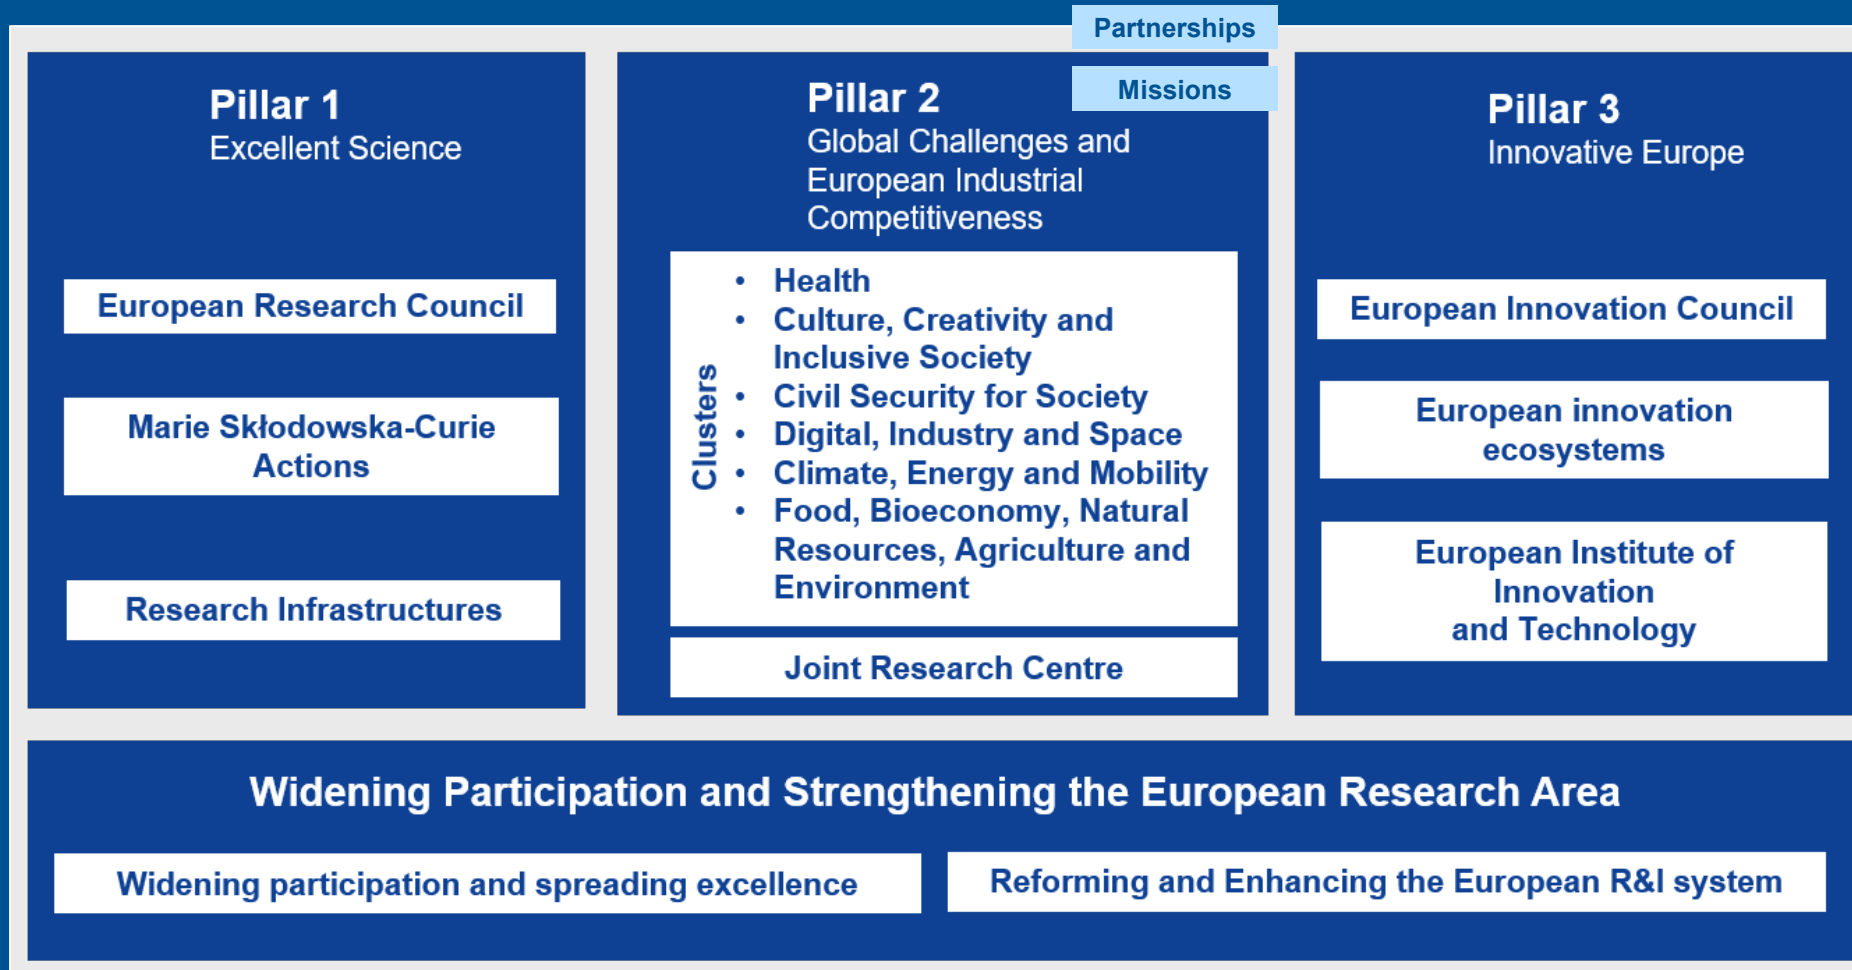 Partnerships
Missions
Pillar 1
Excellent Science
European Research Council
Marie Skłodowska-Curie
Actions
Research Infrastructures
Pillar 2
Global Challenges and
European Industrial
Competitiveness
Clusters
• Health
• Culture, Creativity and
Inclusive Society
• Civil Security for Society
• Digital, Industry and Space
• Climate, Energy and Mobility
• Food, Bioeconomy, Natural
Resources, Agriculture and
Environment
Joint Research Centre
Pillar 3
Innovative Europe
European Innovation Council
European innovation
ecosystems
European Institute of
Innovation
and Technology
Widening Participation and Strengthening the European Research Area
Widening participation and spreading excellence
Reforming and Enhancing the European R&I system